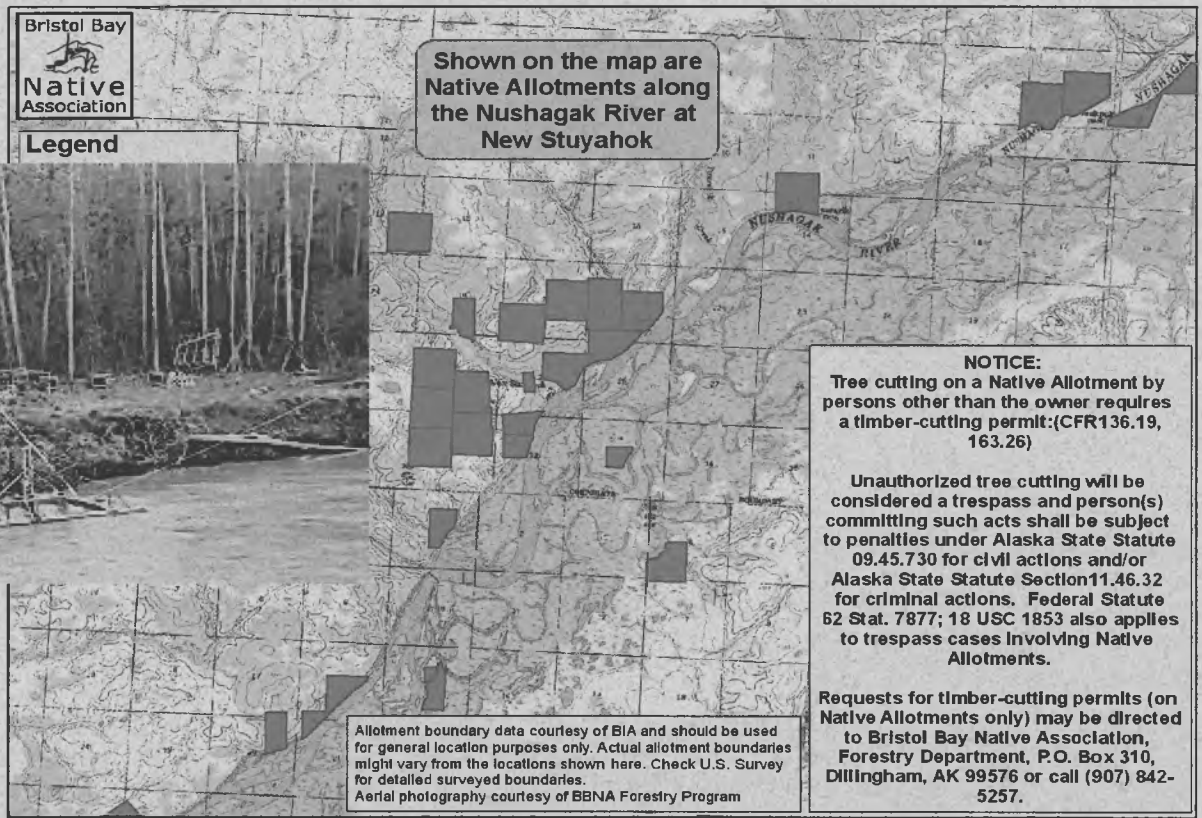 Bristol Bay
Native
Association
Shown on the map are
Native Allotments along
the Nushagak River at
New Stuyahok
Legend
NUSHAGAK
NUSHAGAK
RIVER
NOTICE:
Tree cutting on a Native Allotment by
persons other than the owner requires
a timber-cutting permit:(CFR136.19,
163.26)
Unauthorized tree cutting will be
considered a trespass and person(s)
committing such acts shall be subject
to penalties under Alaska State Statute
09.45.730 for civil actions and/or
Alaska State Statute Section11.46.32
for criminal actions. Federal Statute
62 Stat. 7877; 18 USC 1853 also applies
to trespass cases involving Native
Allotments.
Requests for timber-cutting permits (on
Native Allotments only) may be directed
to Bristol Bay Native Association,
Forestry Department, P.O. Box 310,
Dillingham, AK 99576 or call (907) 842-
5257.
Allotment boundary data courtesy of BIA and should be used
for general location purposes only. Actual allotment boundaries
might vary from the locations shown here. Check U.S. Survey
for detailed surveyed boundaries.
Aerial photography courtesy of BBNA Forestry Program